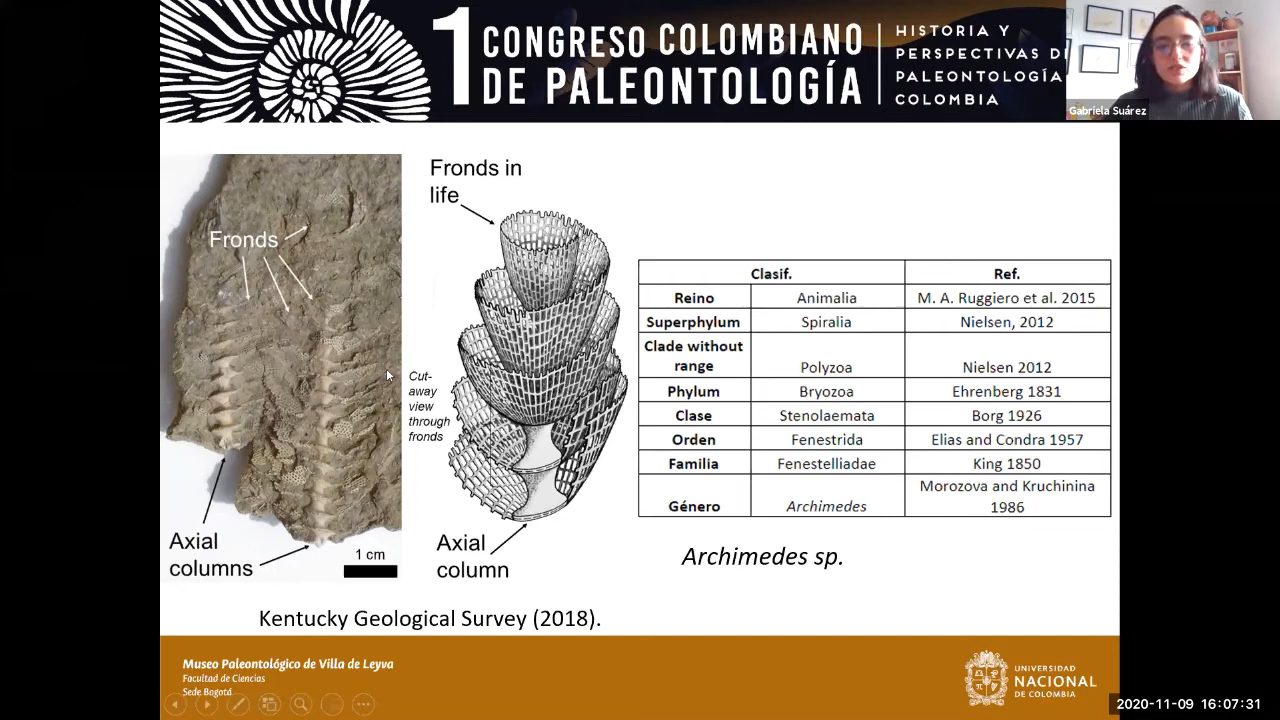 1 CONGRESO COLOMBIANO
DE PALEONTOLOGÍA
HISTORIA Y
PERSPECTIVAS D
PALEONTOLOGÍA
COLOMBIA
Gabriela Suárez
Fronds
Axial
columns
1 cm
Fronds in
life
Cut-
away
view
through
fronds
Axial
column
Clasif. Ref.
Reino Animalia M. A. Ruggiero et al. 2015
Superphylum Spiralia Nielsen, 2012
Clade without
range Polyzoa Nielsen 2012
Phylum Bryozoa Ehrenberg 1831
Clase Stenolaemata Borg 1926
Orden Fenestrida Elias and Condra 1957
Familia Fenestelliadae King 1850
Género Archimedes Morozova and Kruchinina
1986
Archimedes sp.
Kentucky Geological Survey (2018).
Museo Paleontológico de Villa de Leyva
Facultad de Ciencias
Sede Bogotá
UNIVERSIDAD
NACIONAL
DE COLOMBIA
2020-11-09 16:07:31